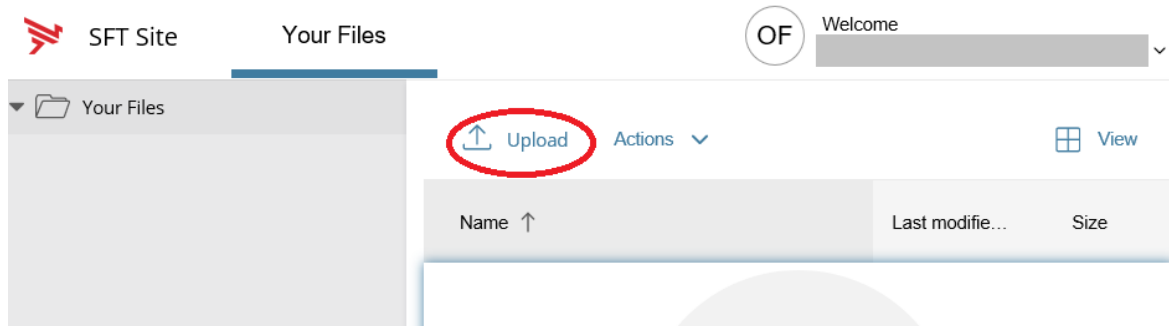 SFT Site
Your Files
OF
Welcome
Your Files
Upload
Actions
View
Name
Last modifie...
Size